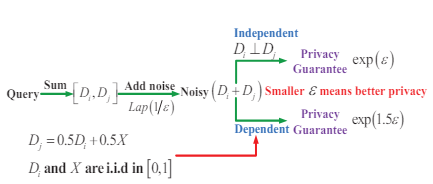 Independent
D_i ⊥ D_j
Privacy Guarantee exp(ε)
Query Sum [D_i, D_j] Add noise Lap(1/ε) Noisy (D_i + D_j) Smaller ε means better privacy
Dependent
Privacy Guarantee exp(1.5ε)
D_j = 0.5D_i + 0.5X
D_i and X are i.i.d in [0,1]